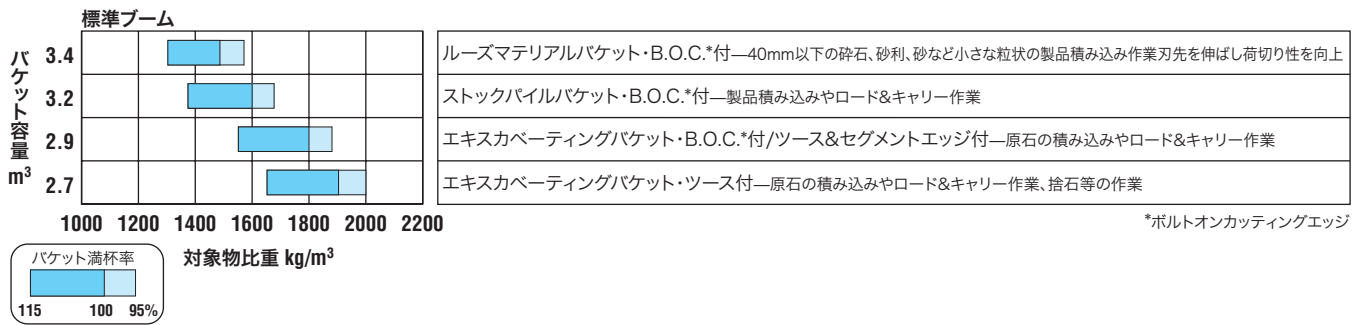 標準ブーム
バケット容量 m³
3.4 ルーズマテリアルバケット・B.O.C.*付—40mm以下の砕石、砂利、砂など小さな粒状の製品積み込み作業刃先を伸ばし荷切り性を向上
3.2 ストックパイルバケット・B.O.C.*付—製品積み込みやロード&キャリー作業
2.9 エキスカベーティングバケット・B.O.C.*付/ツース&セグメントエッジ付—原石の積み込みやロード&キャリー作業
2.7 エキスカベーティングバケット・ツース付—原石の積み込みやロード&キャリー作業、捨石等の作業
1000 1200 1400 1600 1800 2000 2200
*ボルトオンカッティングエッジ
対象物比重 kg/m³
バケット満杯率
115 100 95%